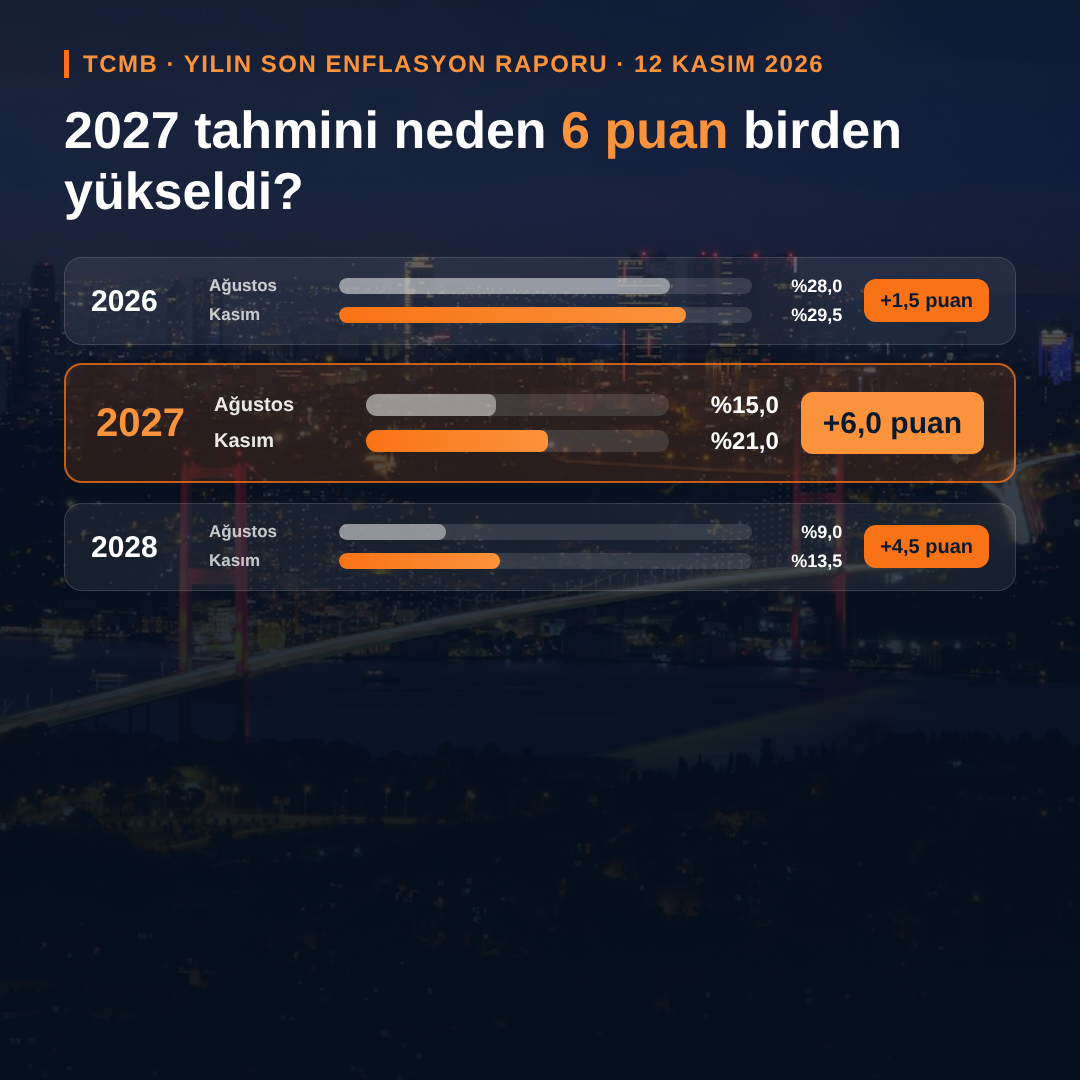 TCMB · YILIN SON ENFLASYON RAPORU · 12 KASIM 2026
2027 tahmini neden 6 puan birden
yükseldi?
2026
Ağustos %28,0
Kasım %29,5
+1,5 puan
2027
Ağustos %15,0
Kasım %21,0
+6,0 puan
2028
Ağustos %9,0
Kasım %13,5
+4,5 puan